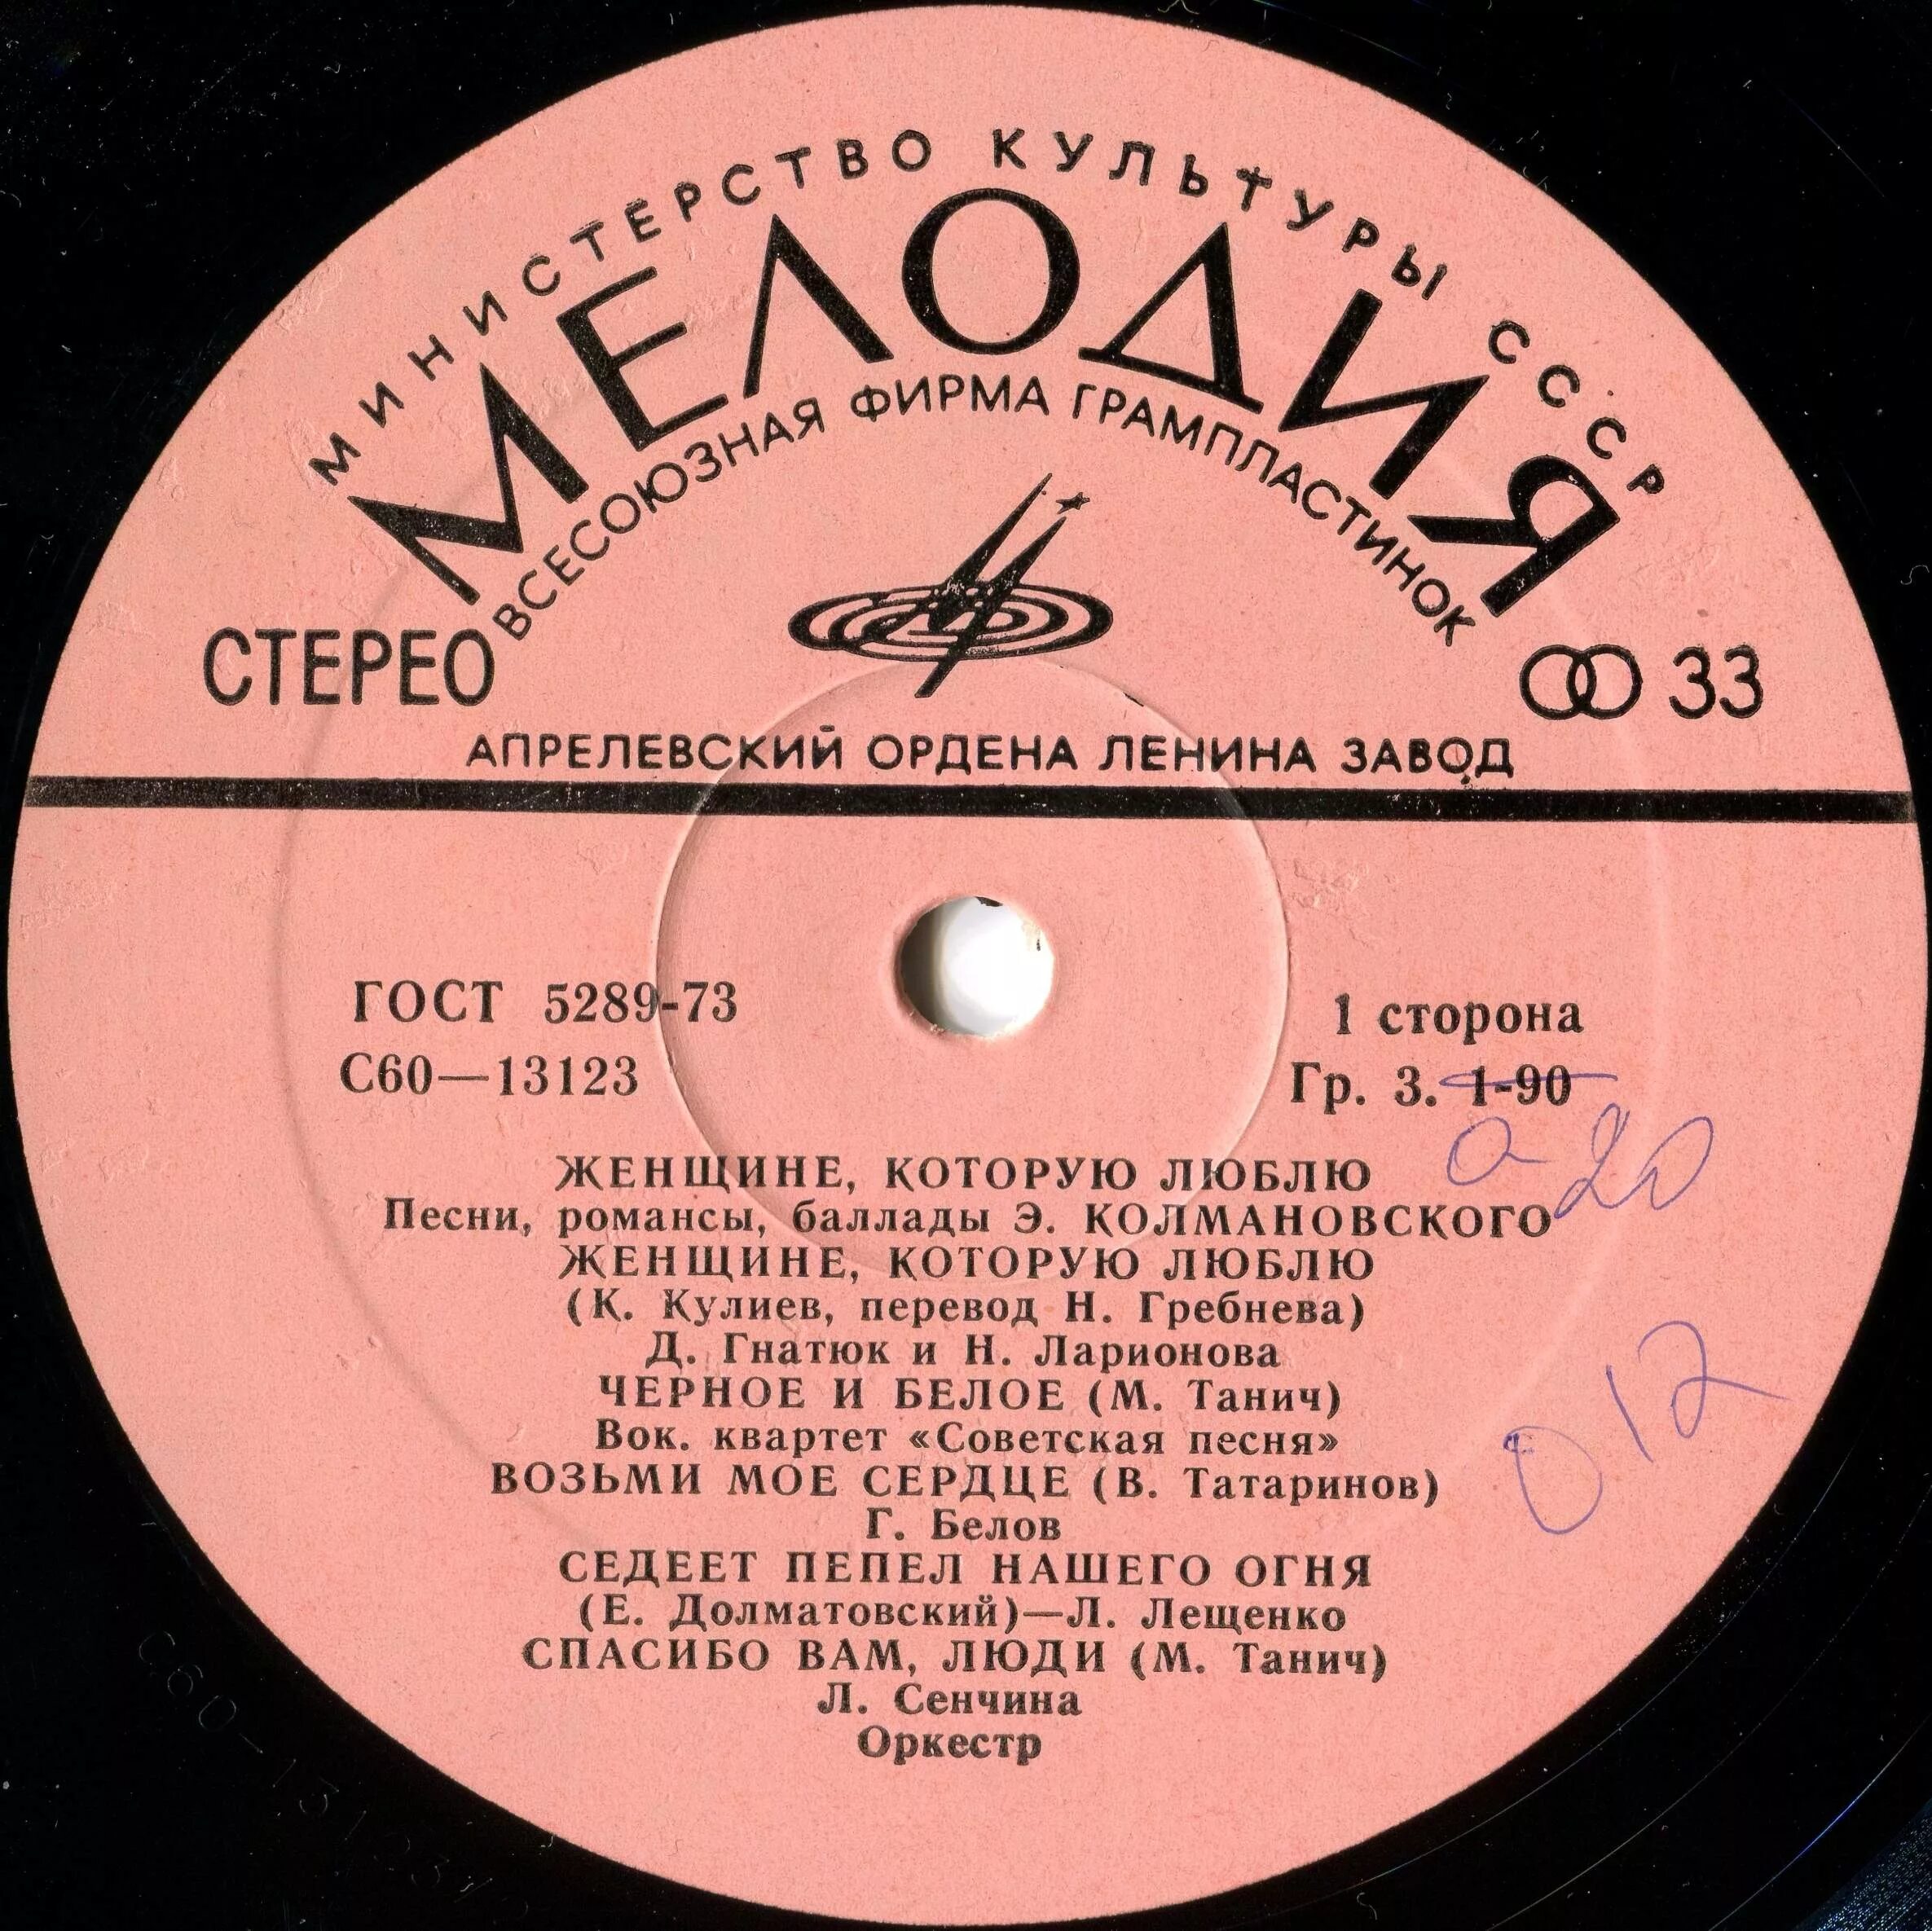 МИНИСТЕРСТВО КУЛЬТУРЫ СССР
МЕЛОДИЯ
ВСЕСОЮЗНАЯ ФИРМА ГРАМПЛАСТИНОК
СТЕРЕО
33
АПРЕЛЕВСКИЙ ОРДЕНА ЛЕНИНА ЗАВОД
ГОСТ 5289-73
1 сторона
С60—13123
Гр. 3. 1-90
0-20
ЖЕНЩИНЕ, КОТОРУЮ ЛЮБЛЮ
Песни, романсы, баллады Э. КОЛМАНОВСКОГО
ЖЕНЩИНЕ, КОТОРУЮ ЛЮБЛЮ
(К. Кулиев, перевод Н. Гребнева)
Д. Гнатюк и Н. Ларионова
ЧЕРНОЕ И БЕЛОЕ (М. Танич)
Вок. квартет «Советская песня»
012
ВОЗЬМИ МОЕ СЕРДЦЕ (В. Татаринов)
Г. Белов
СЕДЕЕТ ПЕПЕЛ НАШЕГО ОГНЯ
(Е. Долматовский)—Л. Лещенко
СПАСИБО ВАМ, ЛЮДИ (М. Танич)
Л. Сенчина
Оркестр